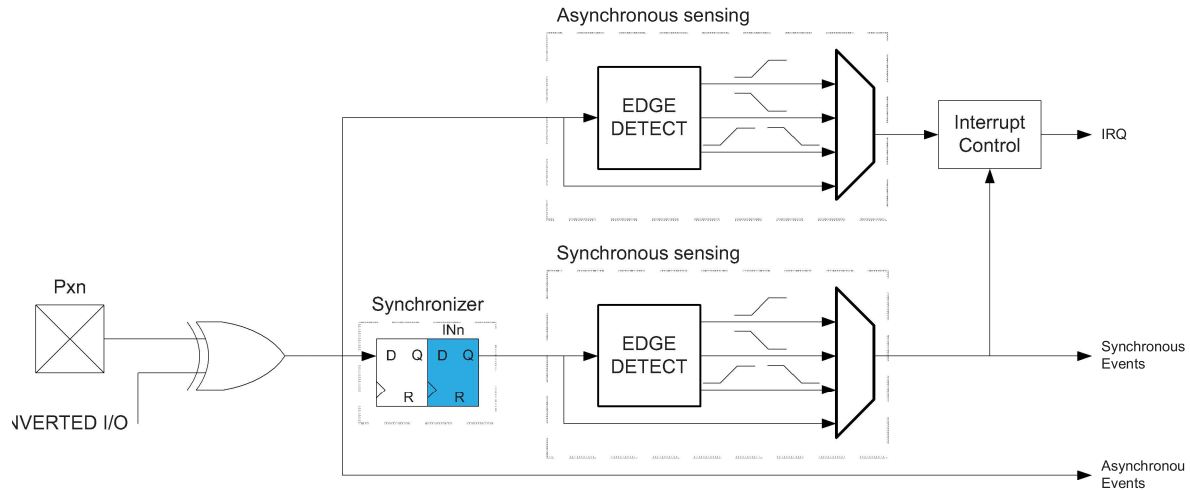 Asynchronous sensing
EDGE
DETECT
Interrupt
Control
IRQ
Synchronous sensing
Pxn
Synchronizer
INn
D Q D Q
R R
EDGE
DETECT
Synchronous
Events
NVERTED I/O
Asynchronou
Events